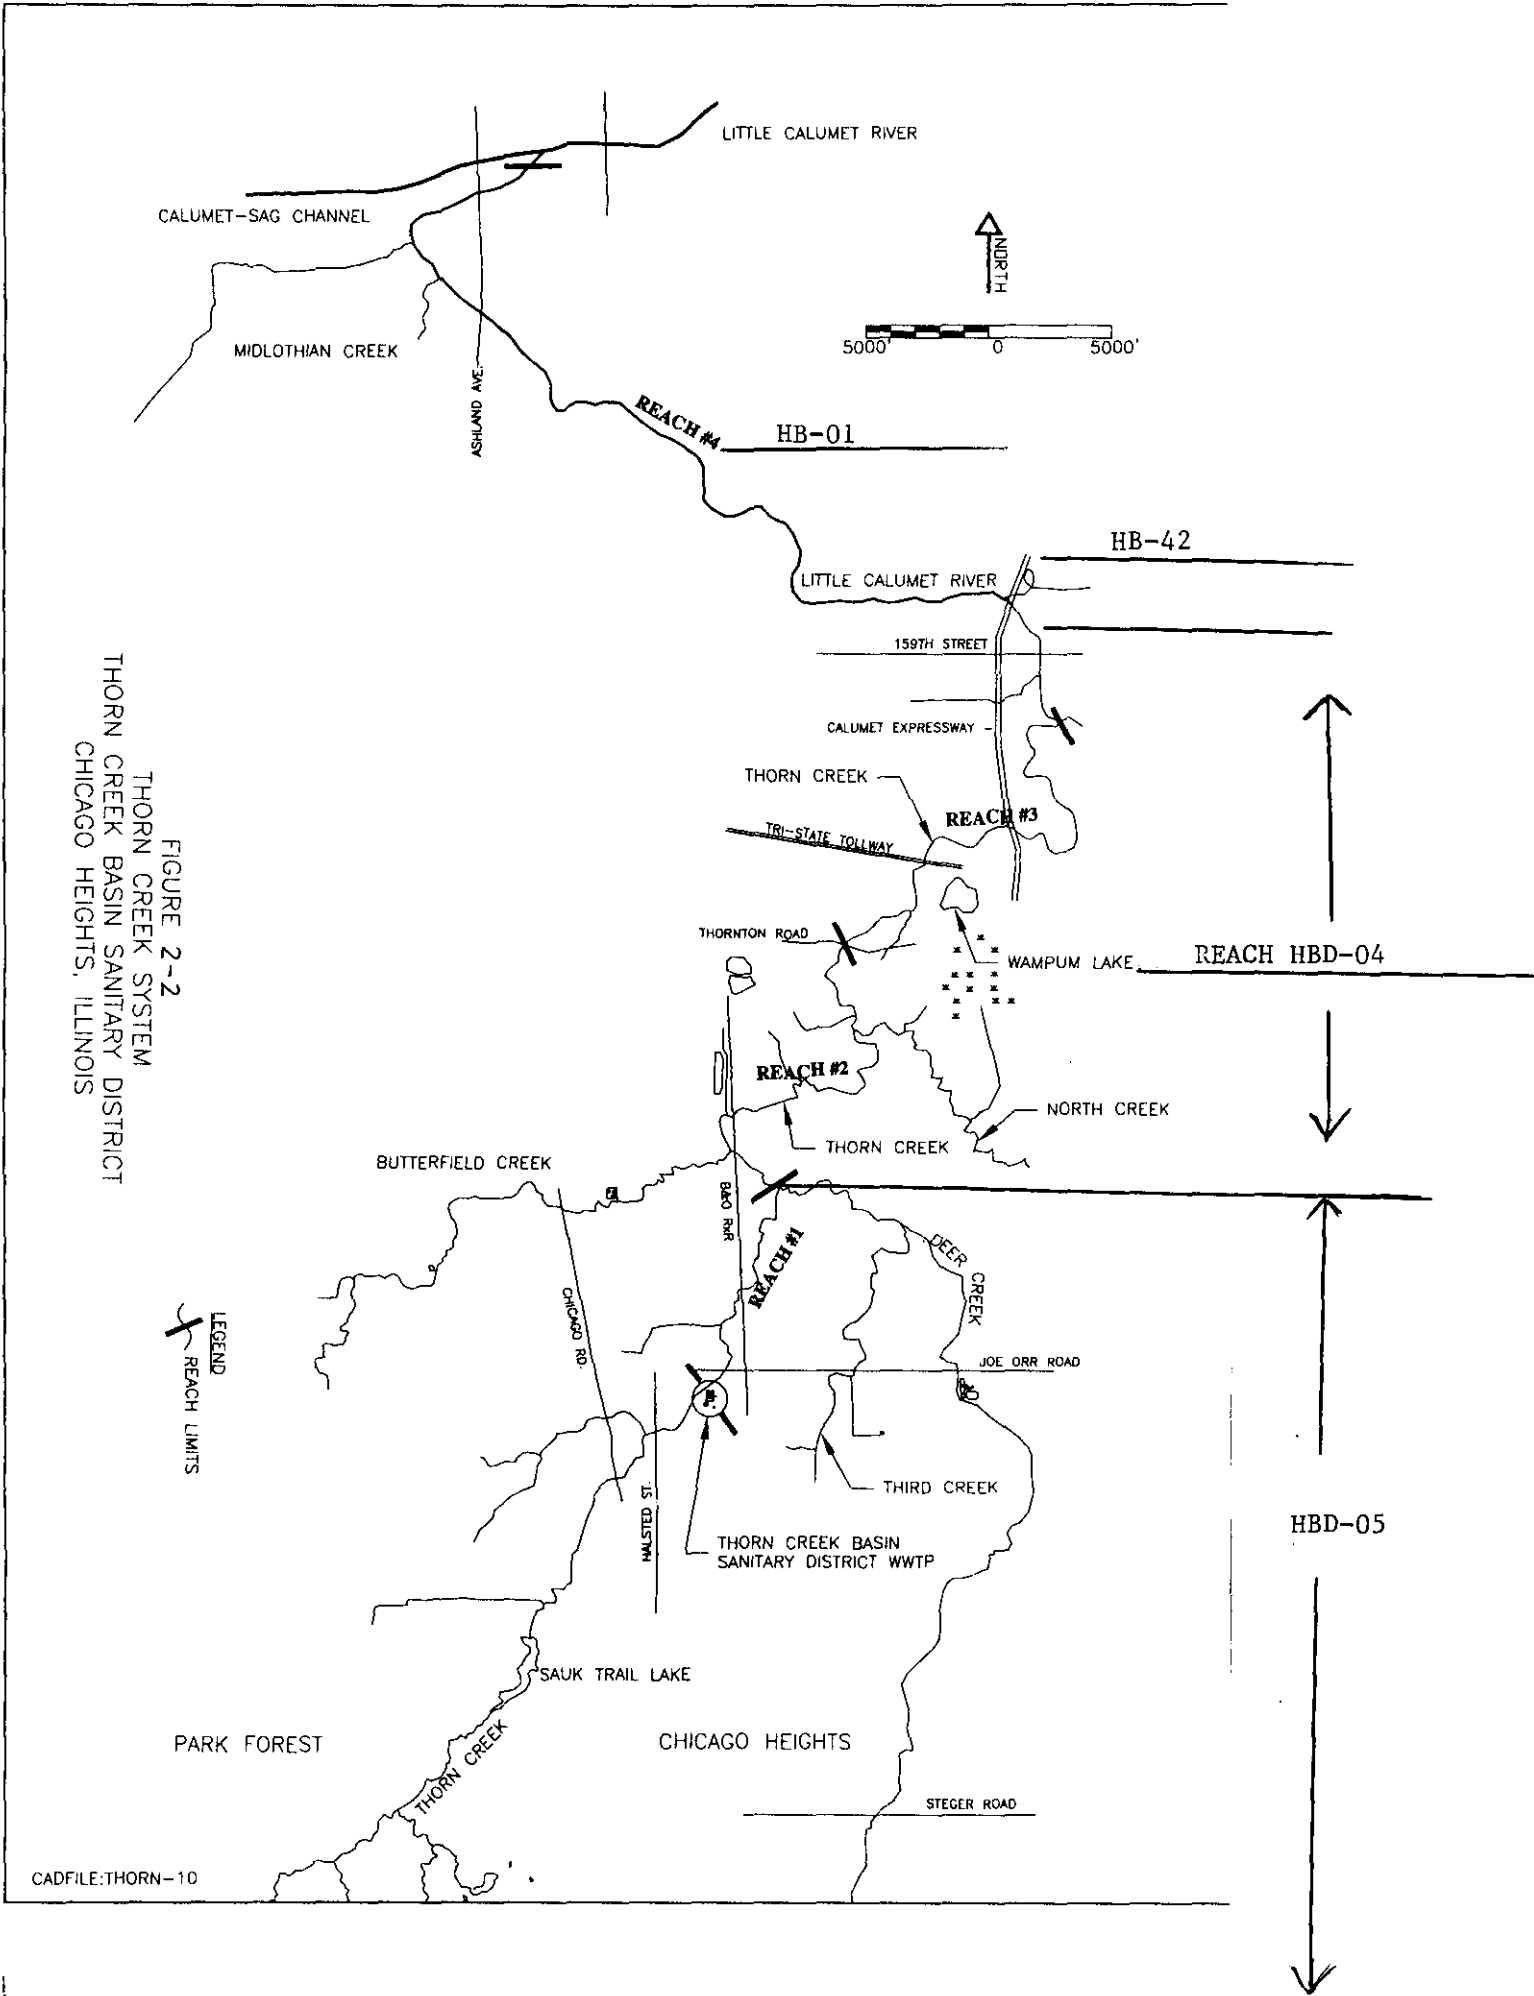 LITTLE CALUMET RIVER
CALUMET-SAG CHANNEL
NORTH
MIDLOTHIAN CREEK
5000'
0
5000'
ASHLAND AVE.
REACH #4
HB-01
HB-42
LITTLE CALUMET RIVER
159TH STREET
CALUMET EXPRESSWAY
THORN CREEK
REACH #3
TRI-STATE TOLLWAY
THORNTON ROAD
WAMPUM LAKE
REACH HBD-04
REACH #2
NORTH CREEK
THORN CREEK
BUTTERFIELD CREEK
B&O RxR
REACH #1
DEER CREEK
CHICAGO RD.
JOE ORR ROAD
THIRD CREEK
HALSTED ST
THORN CREEK BASIN
SANITARY DISTRICT WWTP
HBD-05
SAUK TRAIL LAKE
PARK FOREST
THORN CREEK
CHICAGO HEIGHTS
STEGER ROAD
LEGEND
REACH LIMITS
FIGURE 2-2
THORN CREEK SYSTEM
THORN CREEK BASIN SANITARY DISTRICT
CHICAGO HEIGHTS, ILLINOIS
CADFILE:THORN-10